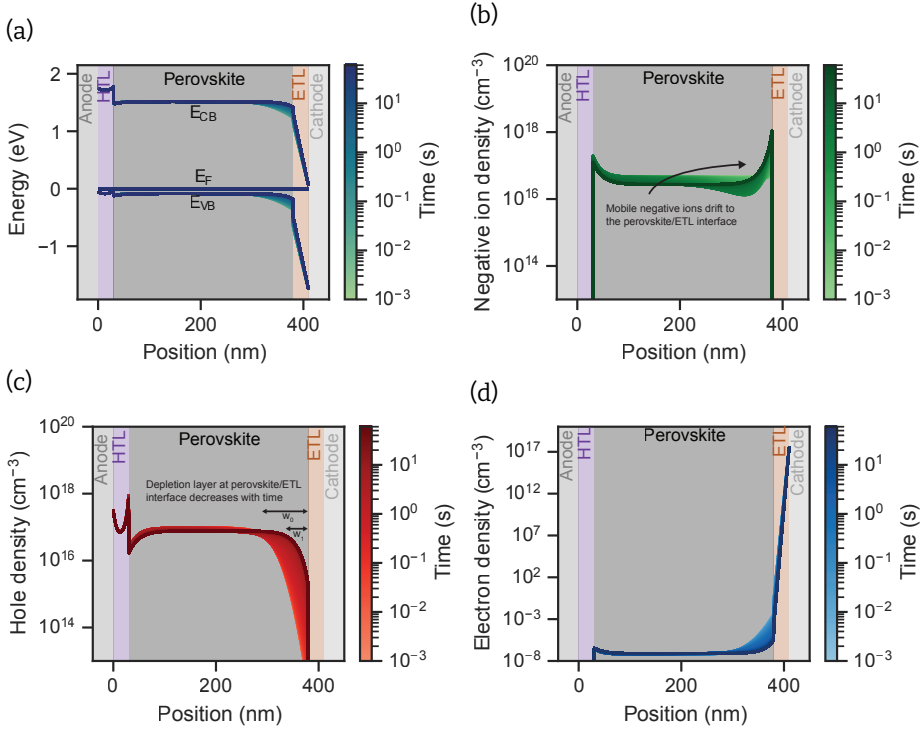 (a)
Anode
HTL
Perovskite
ETL
Cathode
E_CB
E_F
E_VB
2
1
0
−1
Energy (eV)
0
200
400
Position (nm)
10^1
10^0
10^−1
10^−2
10^−3
Time (s)
(b)
Anode
HTL
Perovskite
ETL
Cathode
Mobile negative ions drift to
the perovskite/ETL interface
10^20
10^18
10^16
10^14
Negative ion density (cm^−3)
0
200
400
Position (nm)
10^1
10^0
10^−1
10^−2
10^−3
Time (s)
(c)
Anode
HTL
Perovskite
ETL
Cathode
Depletion layer at perovskite/ETL
interface decreases with time
w_0
w_1
10^20
10^18
10^16
10^14
Hole density (cm^−3)
0
200
400
Position (nm)
10^1
10^0
10^−1
10^−2
10^−3
Time (s)
(d)
Anode
HTL
Perovskite
ETL
Cathode
10^17
10^12
10^7
10^2
10^−3
10^−8
Electron density (cm^−3)
0
200
400
Position (nm)
10^1
10^0
10^−1
10^−2
10^−3
Time (s)